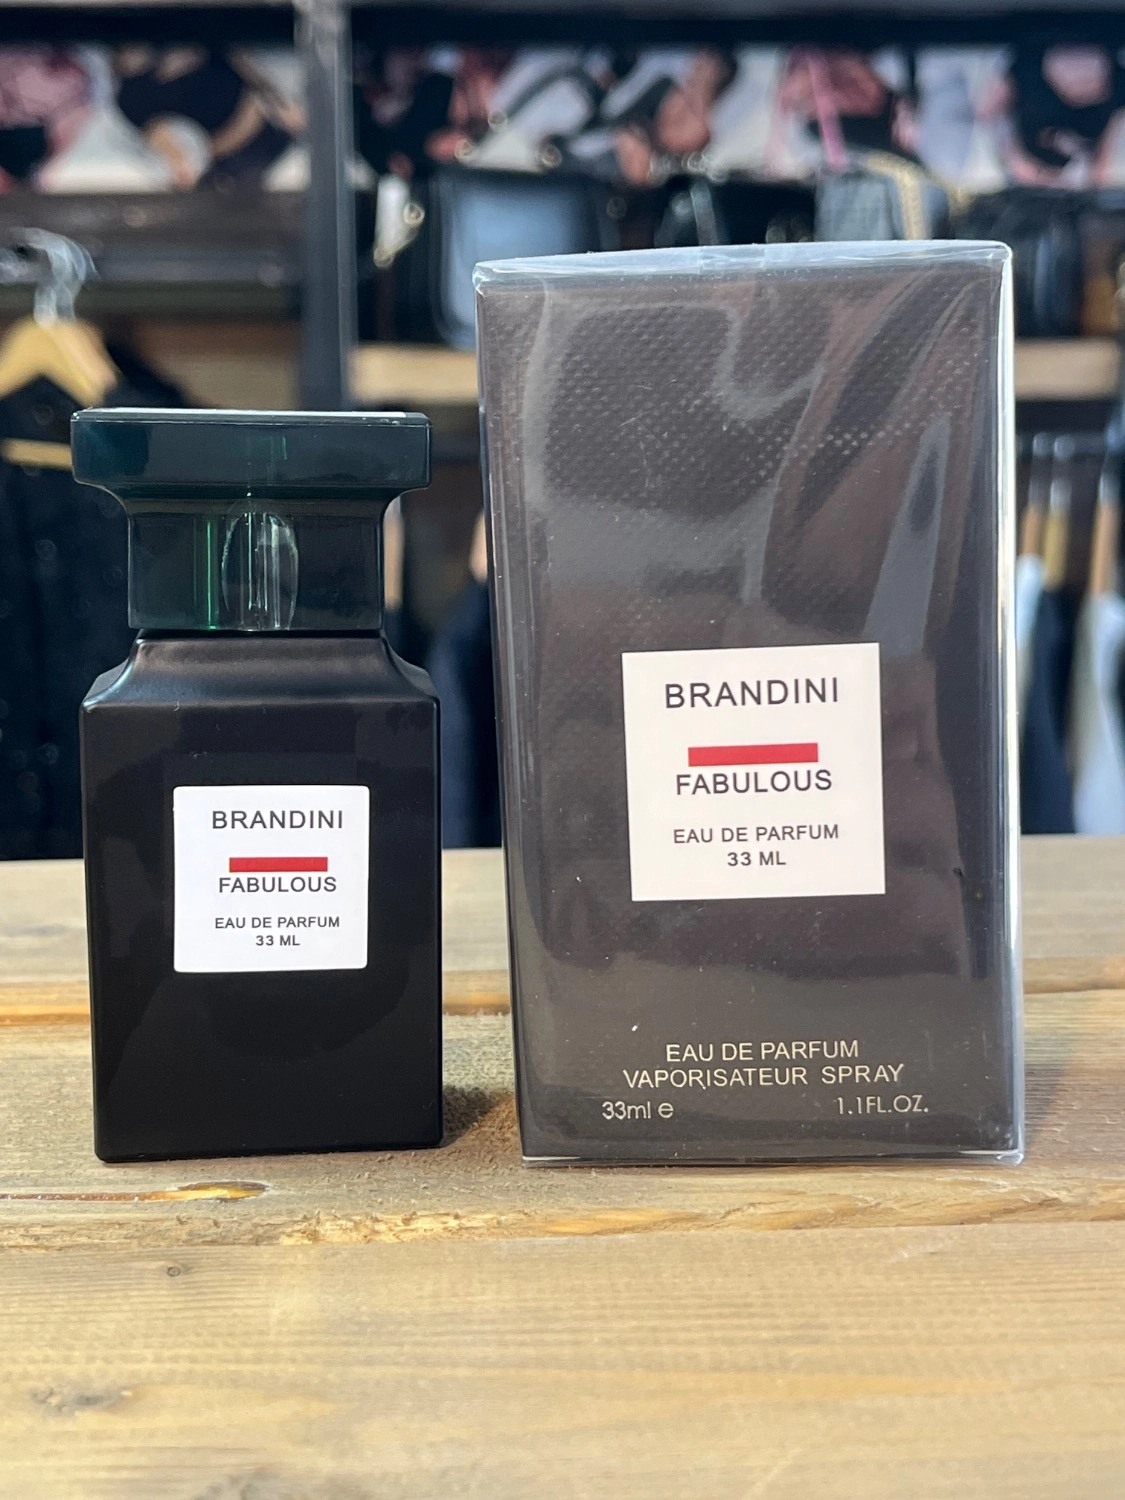 BRANDINI
FABULOUS
EAU DE PARFUM
33 ML
BRANDINI
FABULOUS
EAU DE PARFUM
33 ML
EAU DE PARFUM
VAPORISATEUR SPRAY
33ml e 1.1FL.OZ.